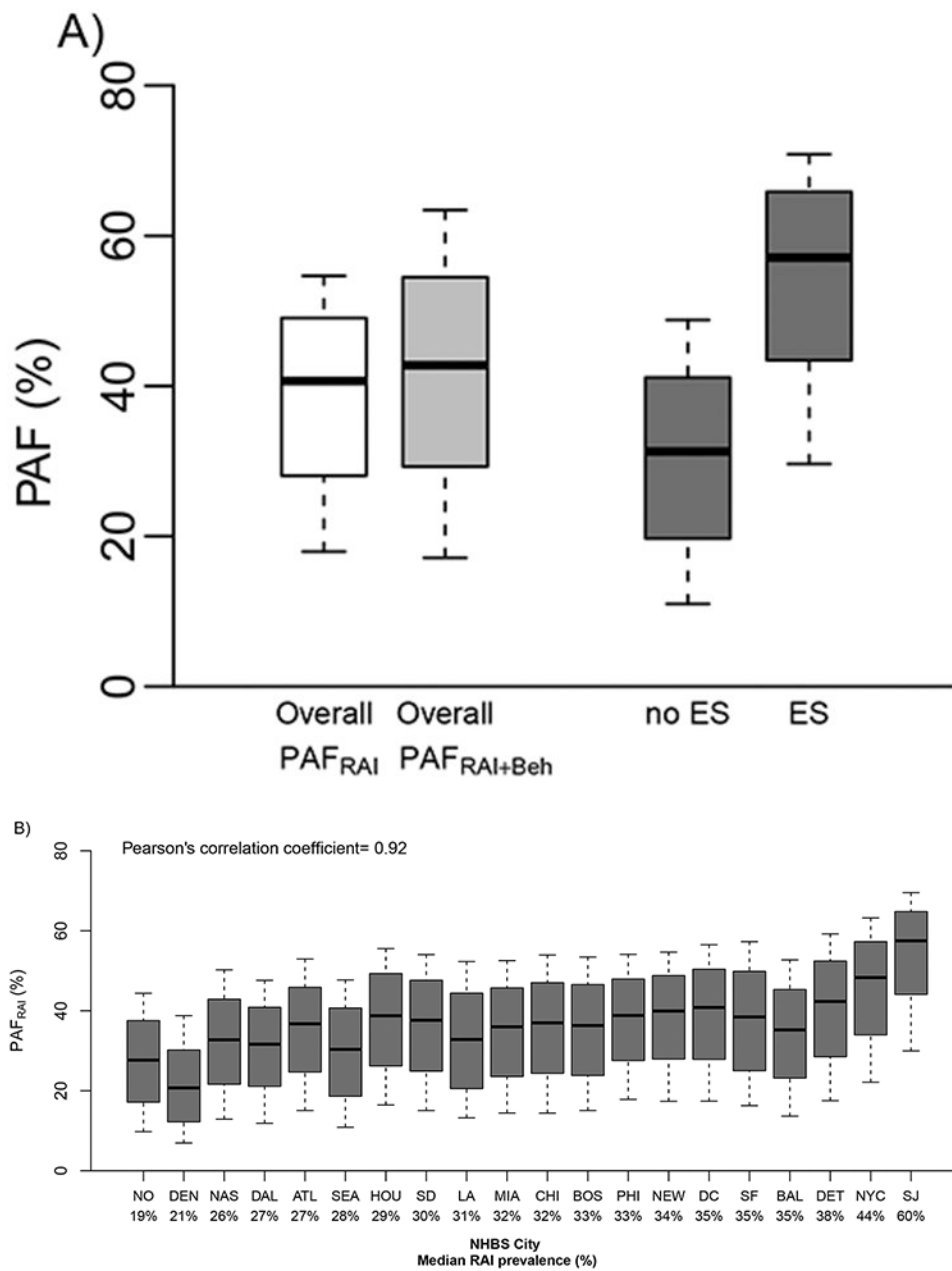 A)
80
60
40
20
0
PAF (%)
Overall Overall no ES ES
PAFRAI PAFRAI+Beh
B)
Pearson's correlation coefficient= 0.92
80
60
40
20
0
PAFRAI (%)
NO DEN NAS DAL ATL SEA HOU SD LA MIA CHI BOS PHI NEW DC SF BAL DET NYC SJ
19% 21% 26% 27% 27% 28% 29% 30% 31% 32% 32% 33% 33% 34% 35% 35% 35% 38% 44% 60%
NHBS City
Median RAI prevalence (%)